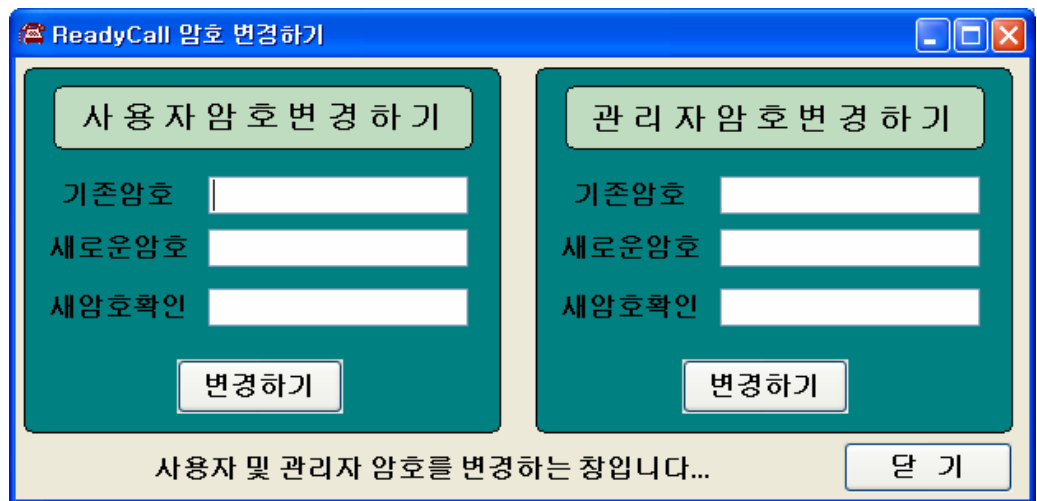 ReadyCall 암호 변경하기
사용자암호변경하기
기존암호
새로운암호
새암호확인
변경하기
관리자암호변경하기
기존암호
새로운암호
새암호확인
변경하기
사용자 및 관리자 암호를 변경하는 창입니다...
닫 기